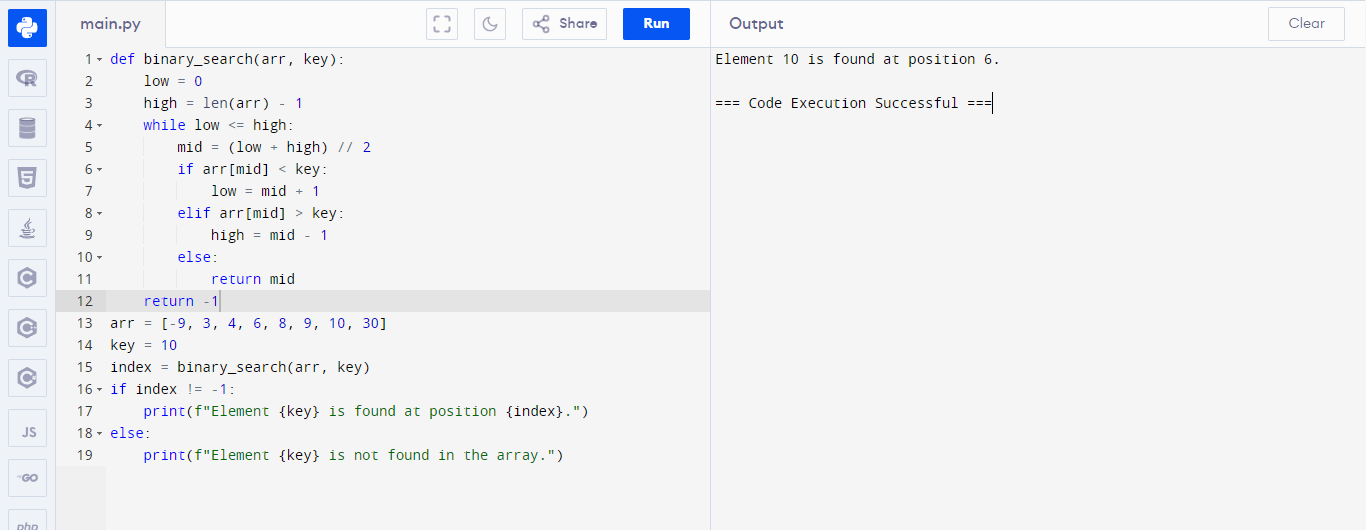 main.py
Share
Run
Output
Clear
1 def binary_search(arr, key):
2     low = 0
3     high = len(arr) - 1
4     while low <= high:
5         mid = (low + high) // 2
6         if arr[mid] < key:
7             low = mid + 1
8         elif arr[mid] > key:
9             high = mid - 1
10         else:
11             return mid
12     return -1
13 arr = [-9, 3, 4, 6, 8, 9, 10, 30]
14 key = 10
15 index = binary_search(arr, key)
16 if index != -1:
17     print(f"Element {key} is found at position {index}.")
18 else:
19     print(f"Element {key} is not found in the array.")
Element 10 is found at position 6.
=== Code Execution Successful ===
R
5
C
C
C
JS
GO
php